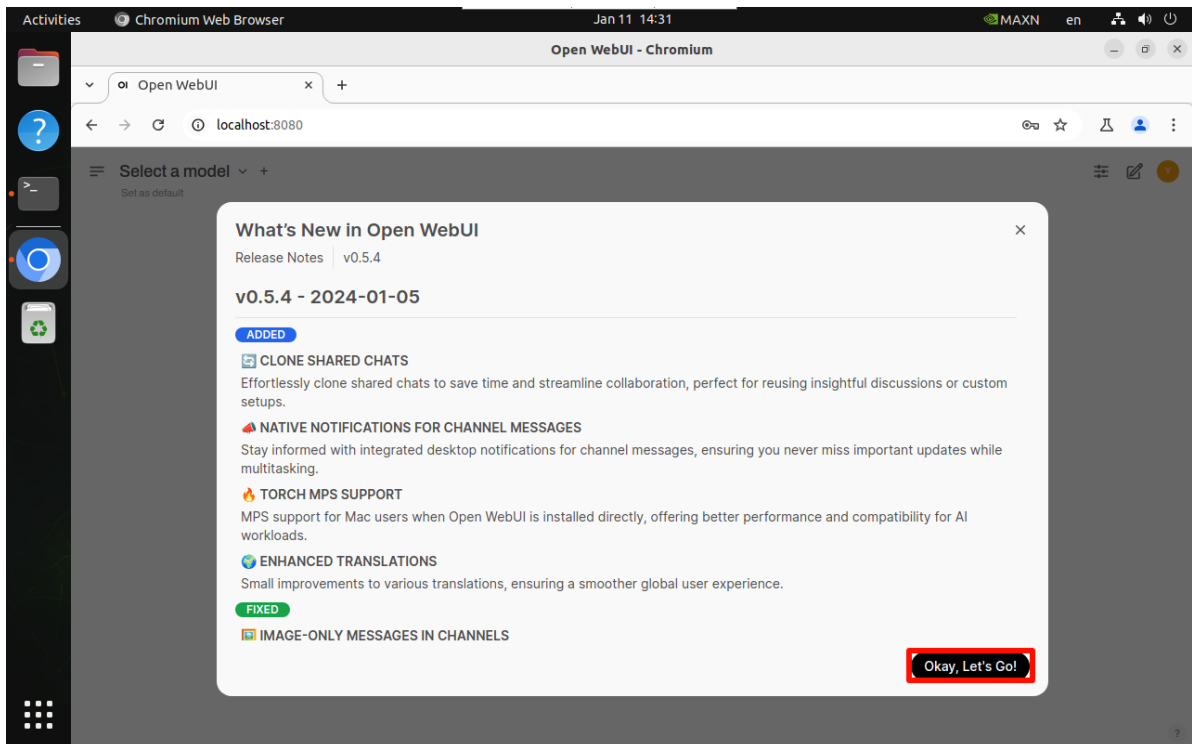 Activities Chromium Web Browser Jan 11 14:31 MAXN en
Open WebUI - Chromium
OI Open WebUI
localhost:8080
Select a model
Set as default
What's New in Open WebUI
Release Notes v0.5.4
v0.5.4 - 2024-01-05
ADDED
CLONE SHARED CHATS
Effortlessly clone shared chats to save time and streamline collaboration, perfect for reusing insightful discussions or custom
setups.
NATIVE NOTIFICATIONS FOR CHANNEL MESSAGES
Stay informed with integrated desktop notifications for channel messages, ensuring you never miss important updates while
multitasking.
TORCH MPS SUPPORT
MPS support for Mac users when Open WebUI is installed directly, offering better performance and compatibility for AI
workloads.
ENHANCED TRANSLATIONS
Small improvements to various translations, ensuring a smoother global user experience.
FIXED
IMAGE-ONLY MESSAGES IN CHANNELS
Okay, Let's Go!